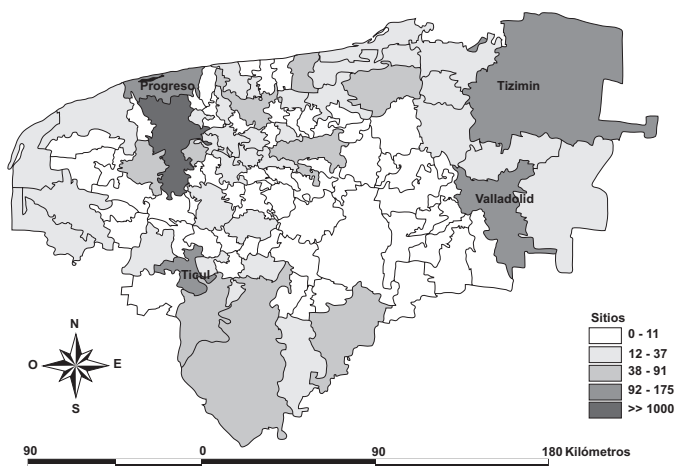 Progreso
Tizimin
Valladolid
Ticul
Sitios
0 - 11
12 - 37
38 - 91
92 - 175
>> 1000
N
O
E
S
90
0
90
180 Kilómetros